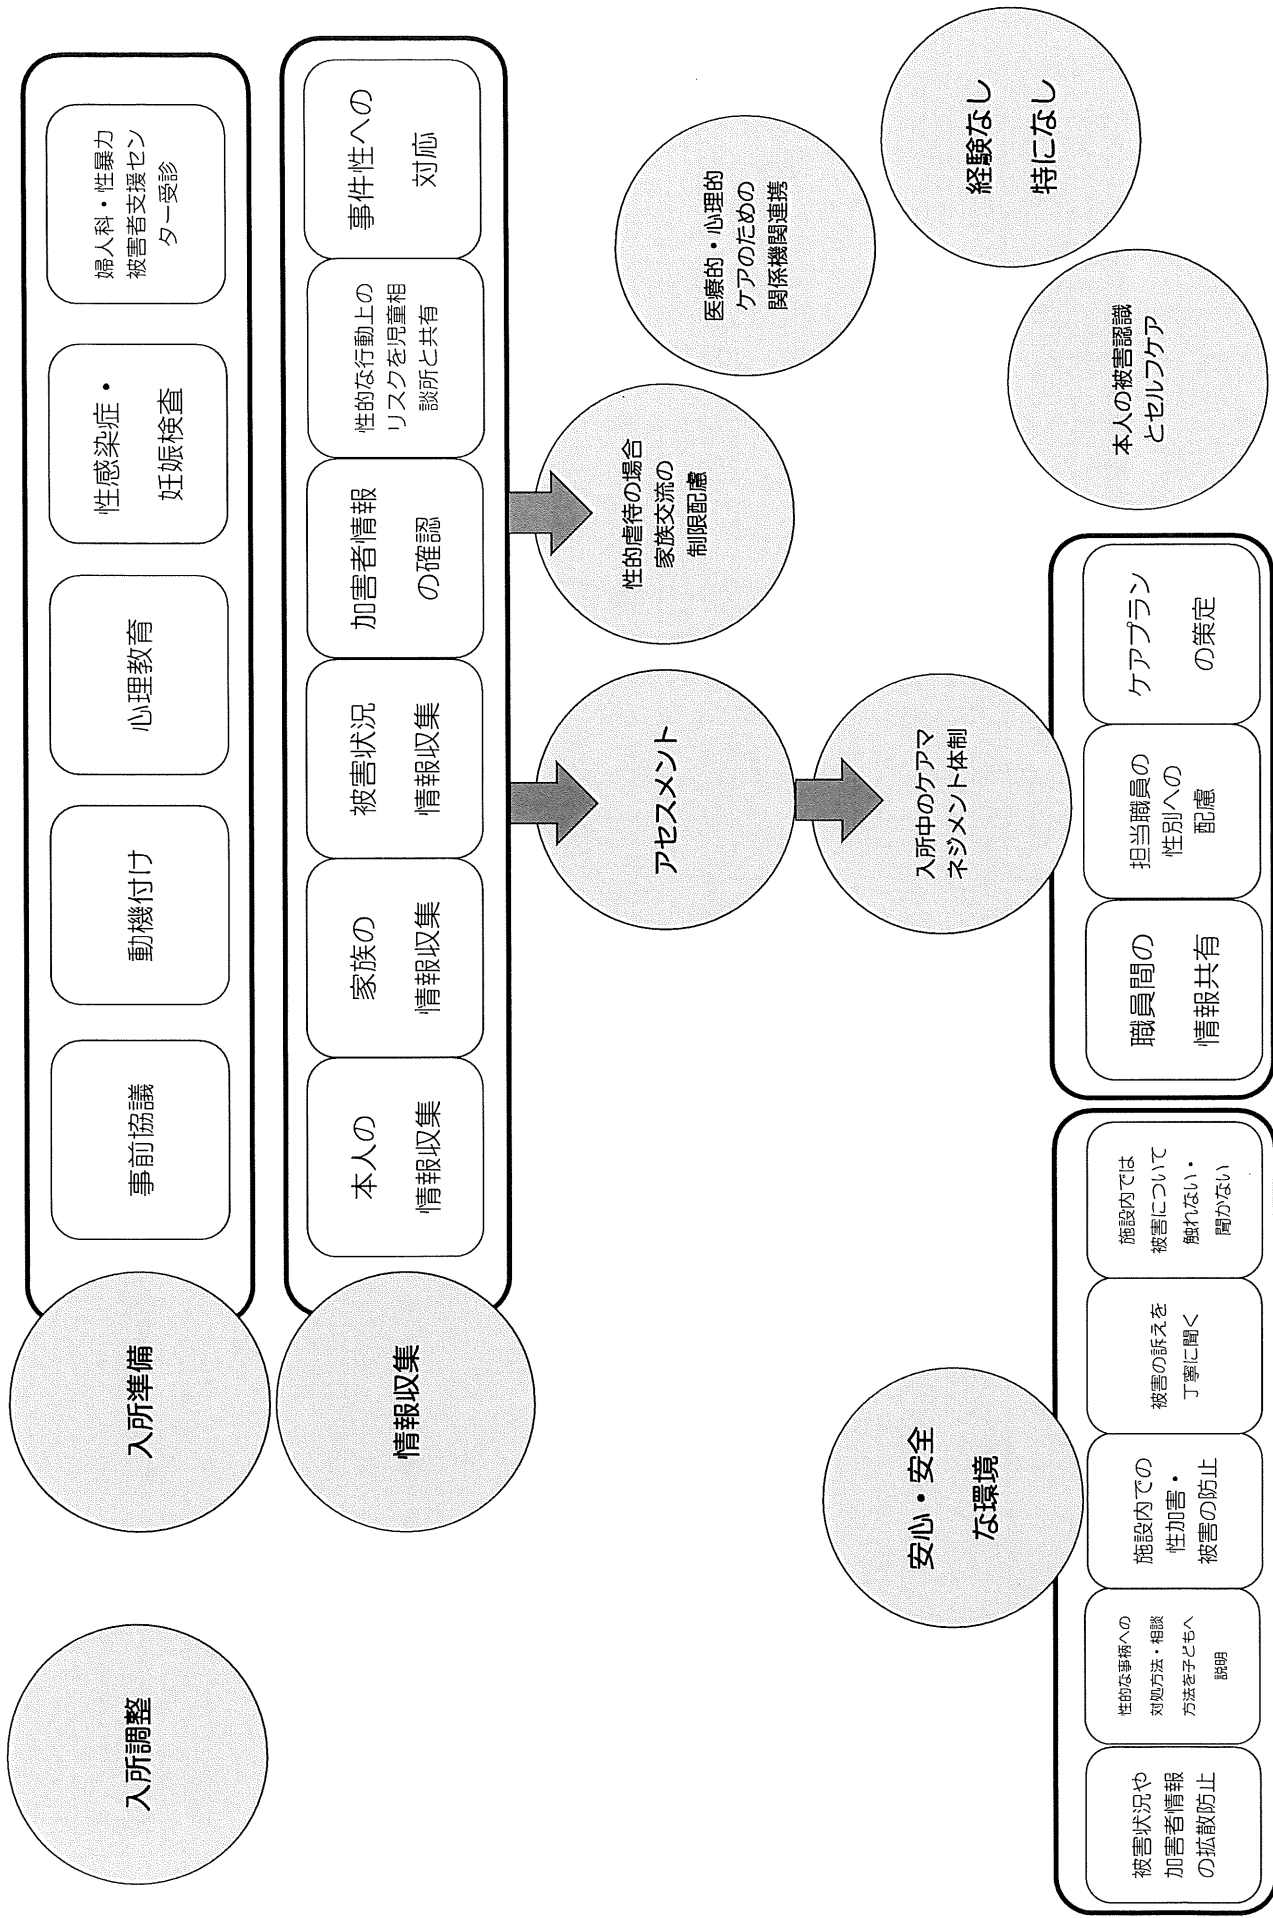 入所調整
入所準備
事前協議
動機付け
心理教育
性感染症・
妊娠検査
婦人科・性暴力
被害者支援セン
ター受診
情報収集
本人の
情報収集
家族の
情報収集
被害状況
情報収集
加害者情報
の確認
性的な行動上の
リスクを児童相
談所と共有
事件性への
対応
アセスメント
性的虐待の場合
家族交流の
制限配慮
医療的・心理的
ケアのための
関係機関連携
経験なし
特になし
安心・安全
な環境
入所中のケアマ
ネジメント体制
本人の被害認識
とセルフケア
被害状況や
加害者情報
の拡散防止
性的な事柄への
対処方法・相談
方法を子どもへ
説明
施設内での
性加害・
被害の防止
被害の訴えを
丁寧に聞く
施設内では
被害について
触れない・
聞かない
職員間の
情報共有
担当職員の
性別への
配慮
ケアプラン
の策定